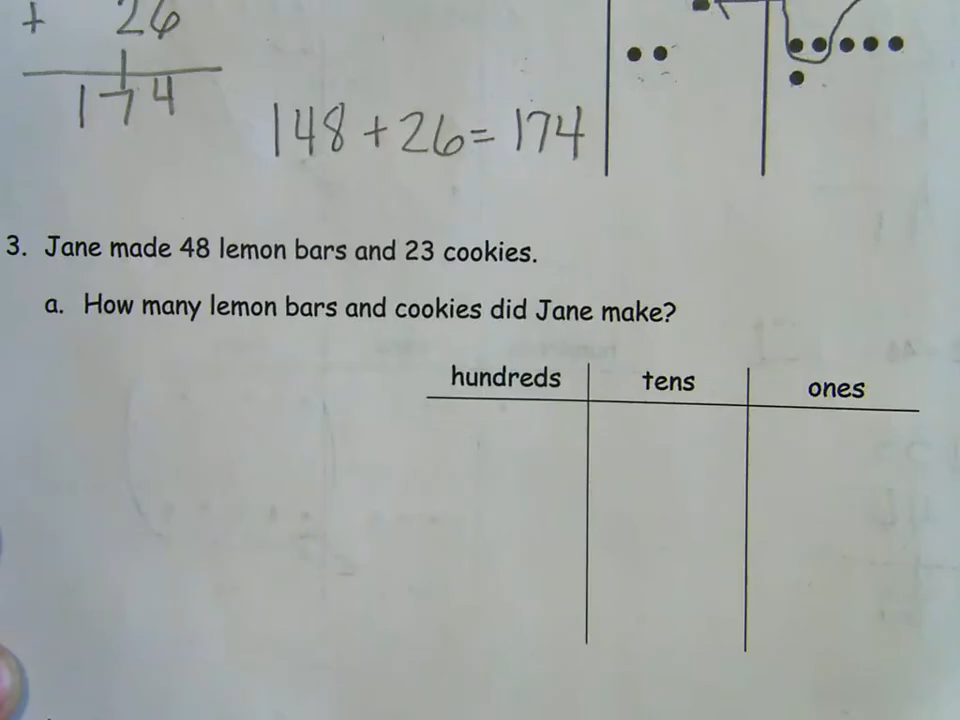 + 26
1
174
148 + 26 = 174
3. Jane made 48 lemon bars and 23 cookies.
a. How many lemon bars and cookies did Jane make?
hundreds tens ones